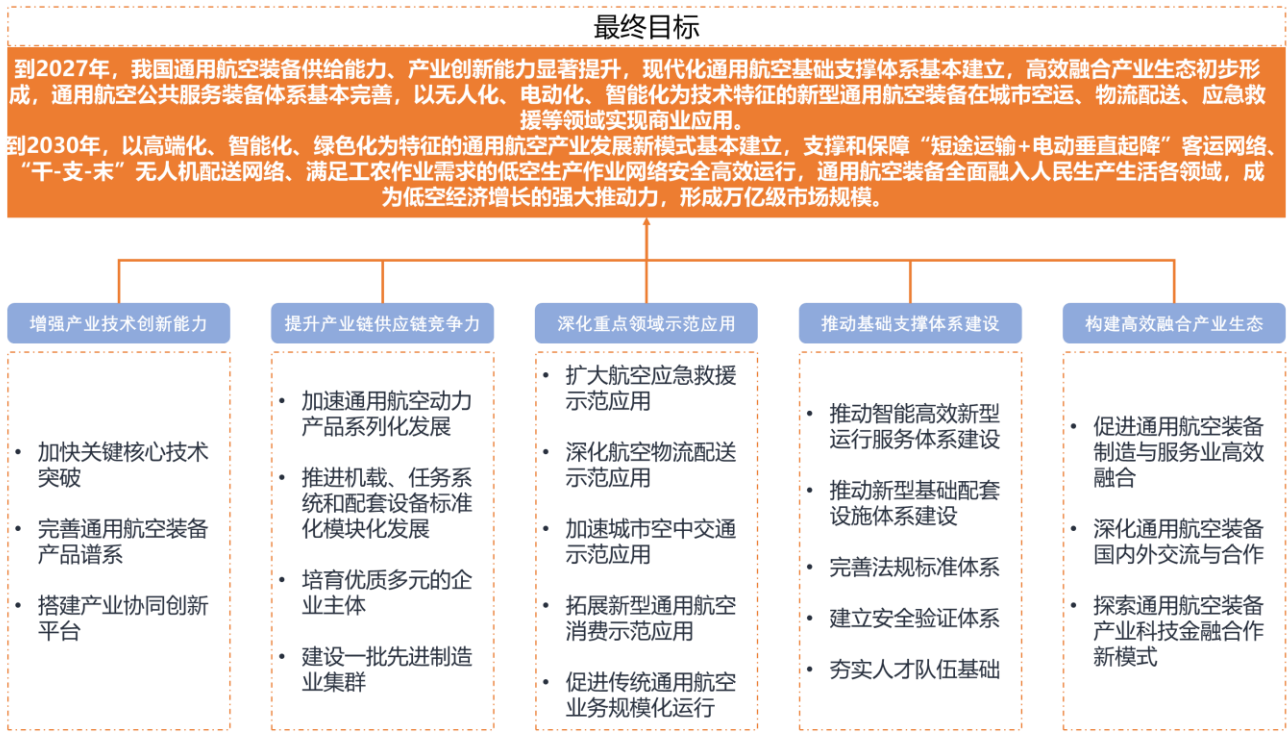 最终目标
到2027年，我国通用航空装备供给能力、产业创新能力显著提升，现代化通用航空基础支撑体系基本建立，高效融合产业生态初步形
成，通用航空公共服务装备体系基本完善，以无人化、电动化、智能化为技术特征的新型通用航空装备在城市空运、物流配送、应急救
援等领域实现商业应用。
到2030年，以高端化、智能化、绿色化为特征的通用航空产业发展新模式基本建立，支撑和保障“短途运输+电动垂直起降”客运网络、
“干-支-末”无人机配送网络、满足工农作业需求的低空生产作业网络安全高效运行，通用航空装备全面融入人民生产生活各领域，成
为低空经济增长的强大推动力，形成万亿级市场规模。
增强产业技术创新能力
• 加快关键核心技术
突破
• 完善通用航空装备
产品谱系
• 搭建产业协同创新
平台
提升产业链供应链竞争力
• 加速通用航空动力
产品系列化发展
• 推进机载、任务系
统和配套设备标准
化模块化发展
• 培育优质多元的企
业主体
• 建设一批先进制造
业集群
深化重点领域示范应用
• 扩大航空应急救援
示范应用
• 深化航空物流配送
示范应用
• 加速城市空中交通
示范应用
• 拓展新型通用航空
消费示范应用
• 促进传统通用航空
业务规模化运行
推动基础支撑体系建设
• 推动智能高效新型
运行服务体系建设
• 推动新型基础配套
设施体系建设
• 完善法规标准体系
• 建立安全验证体系
• 夯实人才队伍基础
构建高效融合产业生态
• 促进通用航空装备
制造与服务业高效
融合
• 深化通用航空装备
国内外交流与合作
• 探索通用航空装备
产业科技金融合作
新模式